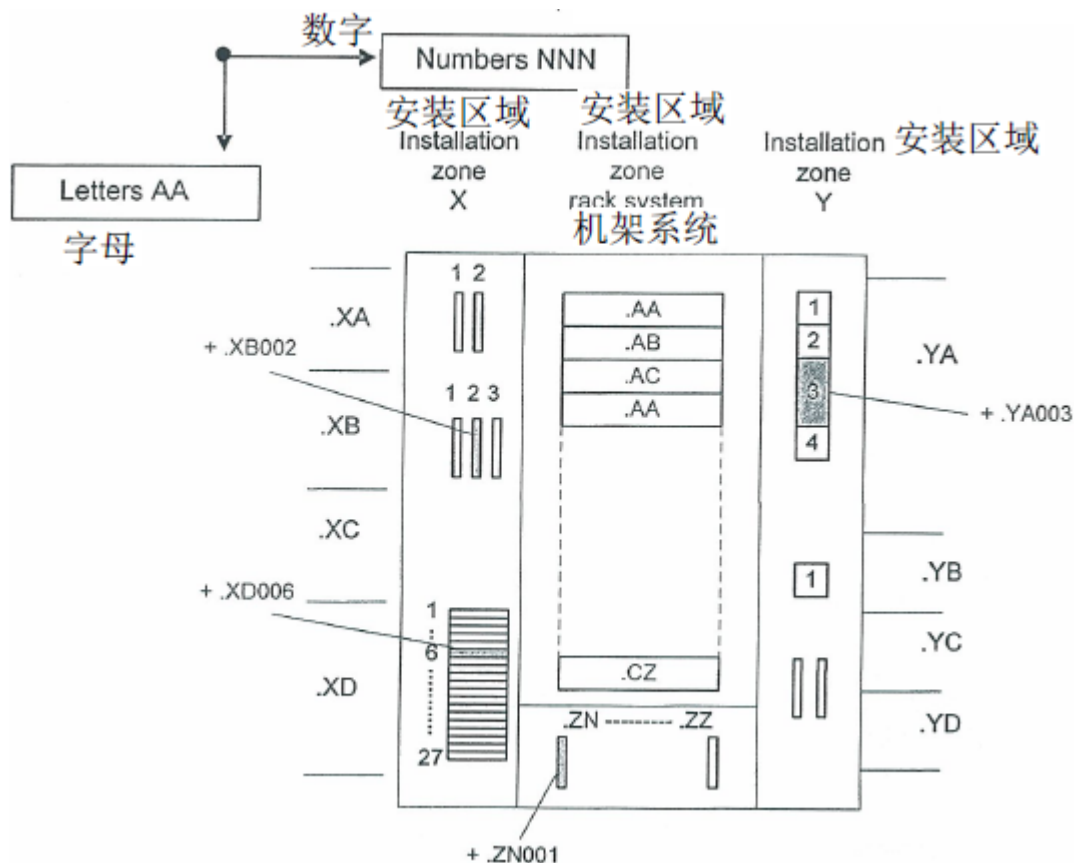 数字
Numbers NNN
安装区域
安装区域
Installation
zone
X
Installation
zone
rack system
机架系统
Installation 安装区域
zone
Y
Letters AA
字母
1 2
.XA
.AA
.AB
.AC
.AA
1
2
3
4
.YA
+ .XB002
1 2 3
.XB
+ .YA003
.XC
1
.YB
+ .XD006
1
6
27
.XD
.CZ
.YC
.ZN .ZZ
.YD
+ .ZN001